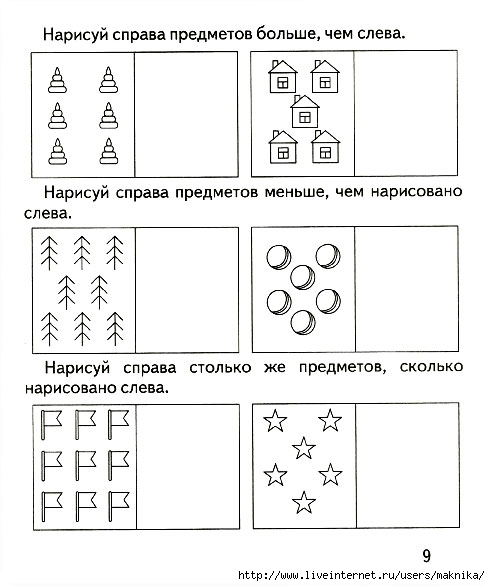 Нарисуй справа предметов больше, чем слева.
Нарисуй справа предметов меньше, чем нарисовано
слева.
Нарисуй справа столько же предметов, сколько
нарисовано слева.
9
http://www.liveinternet.ru/users/maknika/